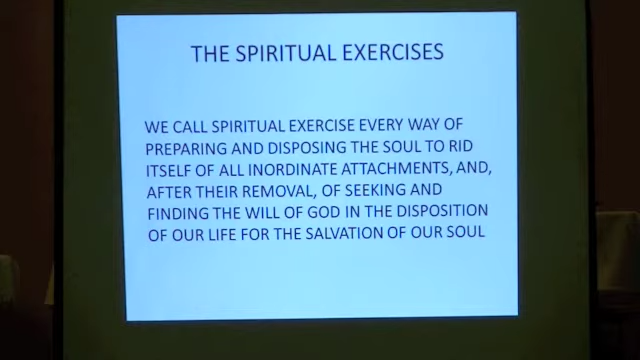 THE SPIRITUAL EXERCISES
WE CALL SPIRITUAL EXERCISE EVERY WAY OF
PREPARING AND DISPOSING THE SOUL TO RID
ITSELF OF ALL INORDINATE ATTACHMENTS, AND,
AFTER THEIR REMOVAL, OF SEEKING AND
FINDING THE WILL OF GOD IN THE DISPOSITION
OF OUR LIFE FOR THE SALVATION OF OUR SOUL